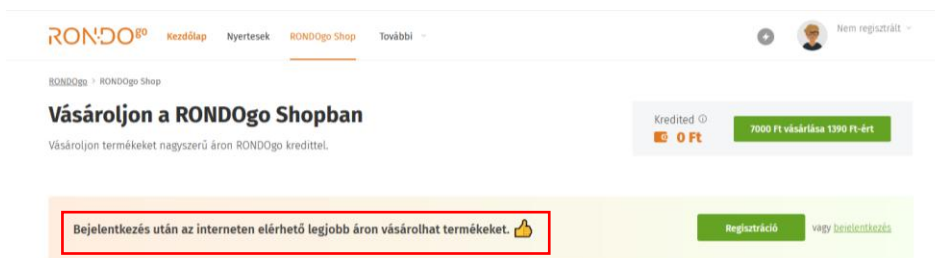 RONDOgo Kezdőlap Nyertesek RONDOgo Shop További Nem regisztrált
RONDOgo > RONDOgo Shop
Vásároljon a RONDOgo Shopban
Vásároljon termékeket nagyszerű áron RONDOgo kredittel.
Kredited
0 Ft
7000 Ft vásárlása 1390 Ft-ért
Bejelentkezés után az interneten elérhető legjobb áron vásárolhat termékeket.
Regisztráció vagy bejelentkezés